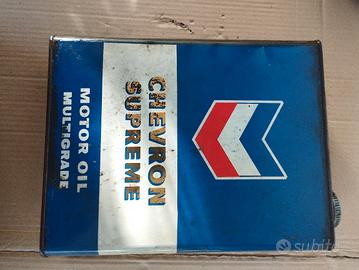 CHEVRON
SUPREME
MOTOR OIL
MULTIGRADE
subito